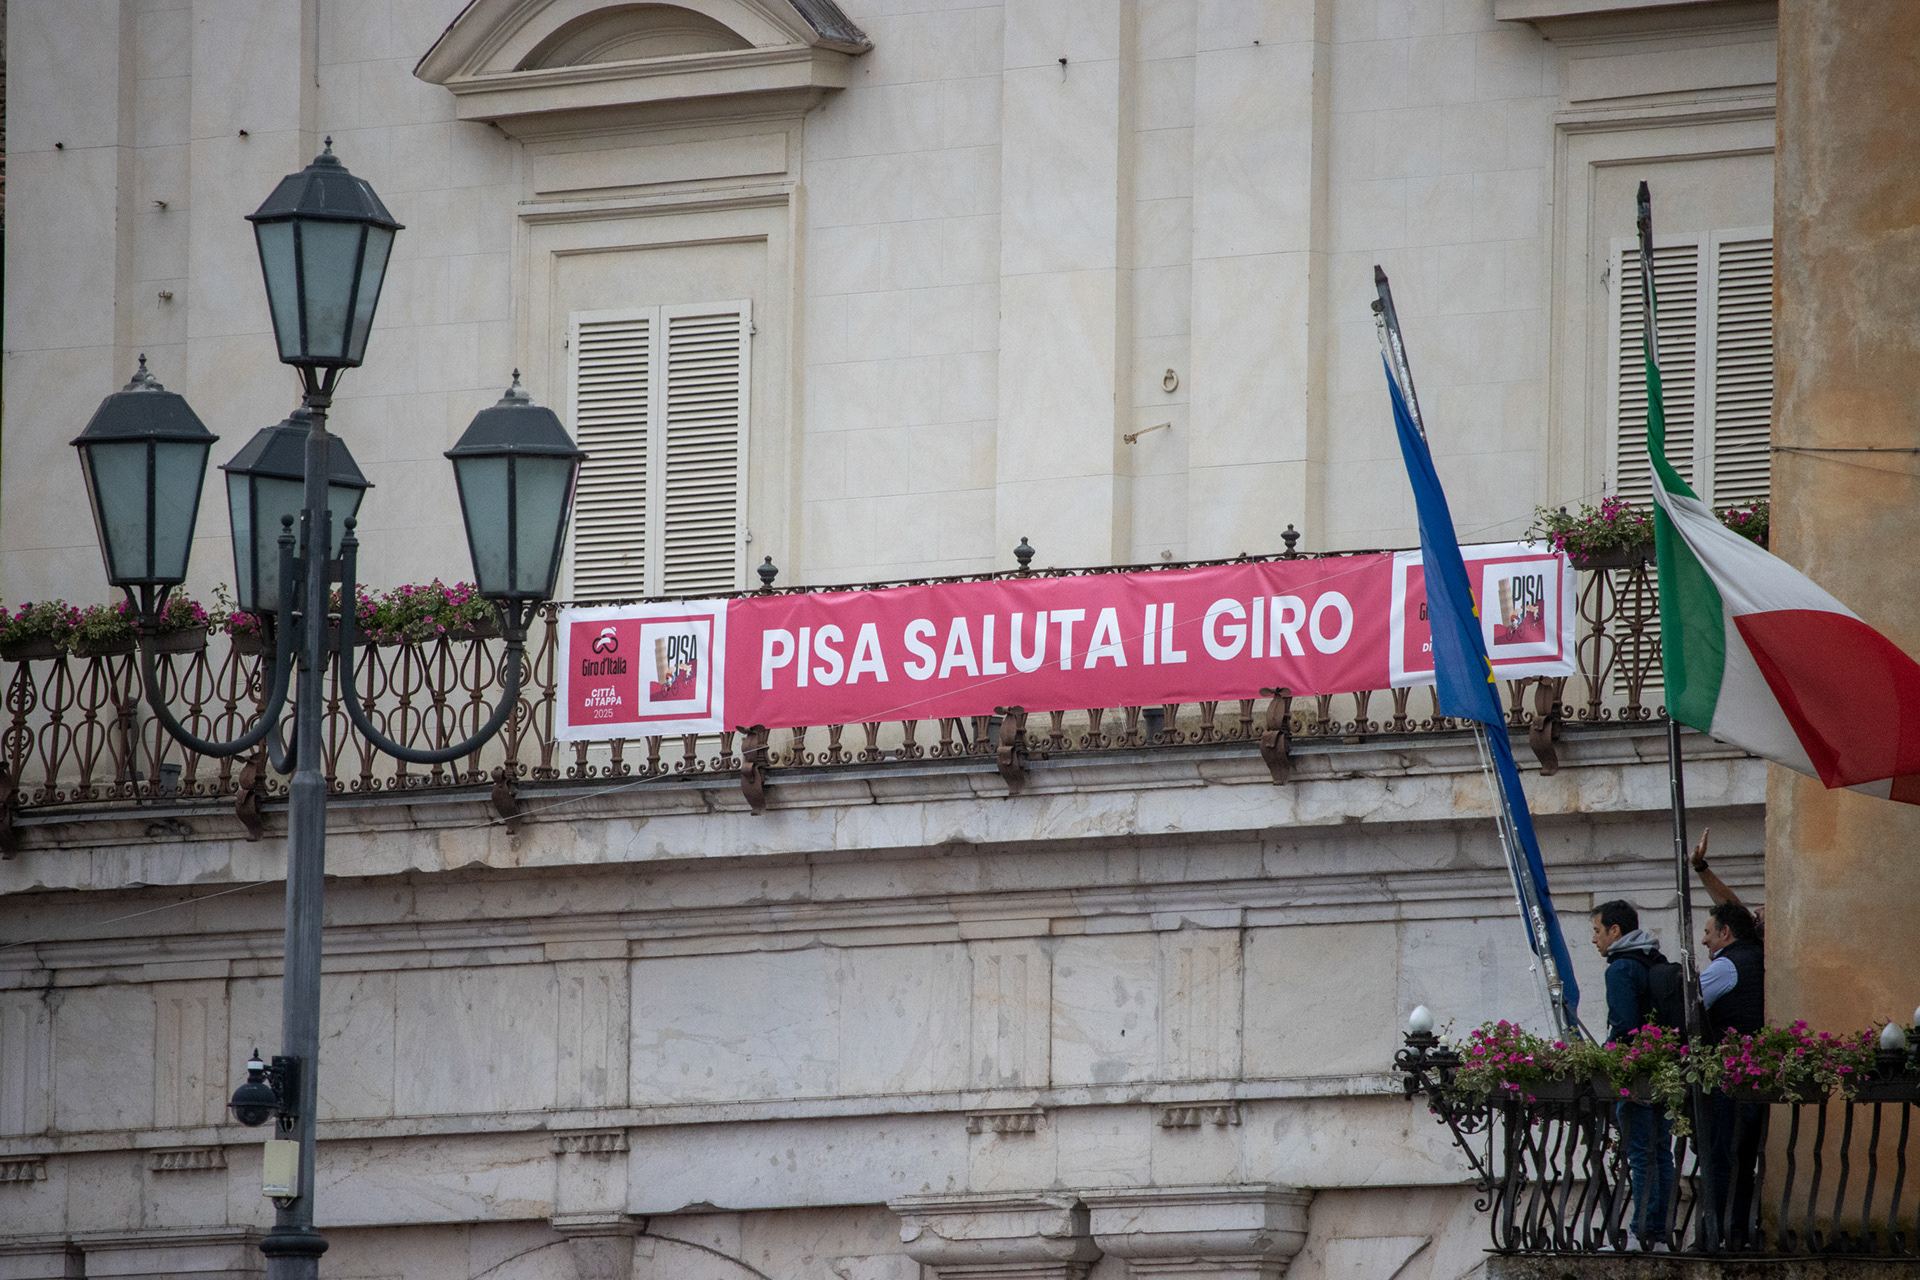 Giro d'Italia
CITTÀ
DI TAPPA
2025
PISA
PISA SALUTA IL GIRO
PISA